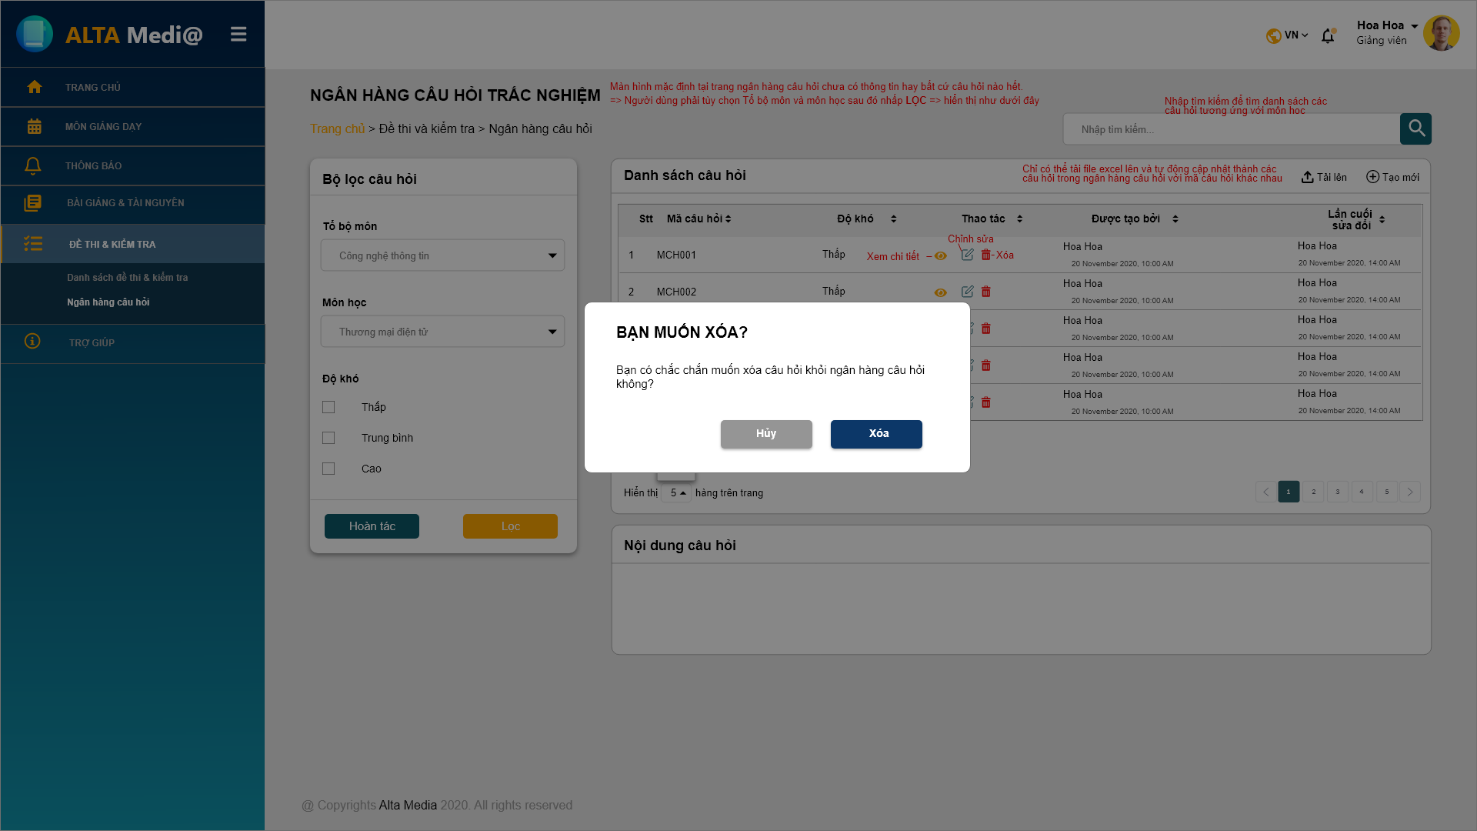 ALTA Medi@
VN
Hoa Hoa
Giảng viên
TRANG CHỦ
MÔN GIẢNG DẠY
THÔNG BÁO
BÀI GIẢNG & TÀI NGUYÊN
ĐỀ THI & KIỂM TRA
Danh sách đề thi & kiểm tra
Ngân hàng câu hỏi
TRỢ GIÚP
NGÂN HÀNG CÂU HỎI TRẮC NGHIỆM
Màn hình mặc định tại trang ngân hàng câu hỏi chưa có thông tin hay bất cứ câu hỏi nào hết.
=> Người dùng phải tùy chọn Tổ bộ môn và môn học sau đó nhấp LỌC => hiển thị như dưới đây
Trang chủ > Đề thi và kiểm tra > Ngân hàng câu hỏi
Nhập tìm kiếm để tìm danh sách các
câu hỏi tương ứng với môn học
Nhập tìm kiếm...
Bộ lọc câu hỏi
Tổ bộ môn
Công nghệ thông tin
Môn học
Thương mại điện tử
Độ khó
Thấp
Trung bình
Cao
Hoàn tác
Lọc
Danh sách câu hỏi
Chỉ có thể tải file excel lên và tự động cập nhật thành các
câu hỏi trong ngân hàng câu hỏi với mã câu hỏi khác nhau
Tải lên
Tạo mới
Stt Mã câu hỏi Độ khó Thao tác Được tạo bởi Lần cuối
sửa đổi
Chỉnh sửa
1 MCH001 Thấp Xem chi tiết Xóa Hoa Hoa Hoa Hoa
20 November 2020, 10:00 AM 20 November 2020, 14:00 AM
2 MCH002 Thấp Hoa Hoa Hoa Hoa
20 November 2020, 10:00 AM 20 November 2020, 14:00 AM
Hoa Hoa Hoa Hoa
20 November 2020, 10:00 AM 20 November 2020, 14:00 AM
Hoa Hoa Hoa Hoa
20 November 2020, 10:00 AM 20 November 2020, 14:00 AM
Hoa Hoa Hoa Hoa
20 November 2020, 10:00 AM 20 November 2020, 14:00 AM
BẠN MUỐN XÓA?
Bạn có chắc chắn muốn xóa câu hỏi khỏi ngân hàng câu hỏi
không?
Hủy
Xóa
Hiển thị 5 hàng trên trang
1 2 3 4 5
Nội dung câu hỏi
@ Copyrights Alta Media 2020. All rights reserved